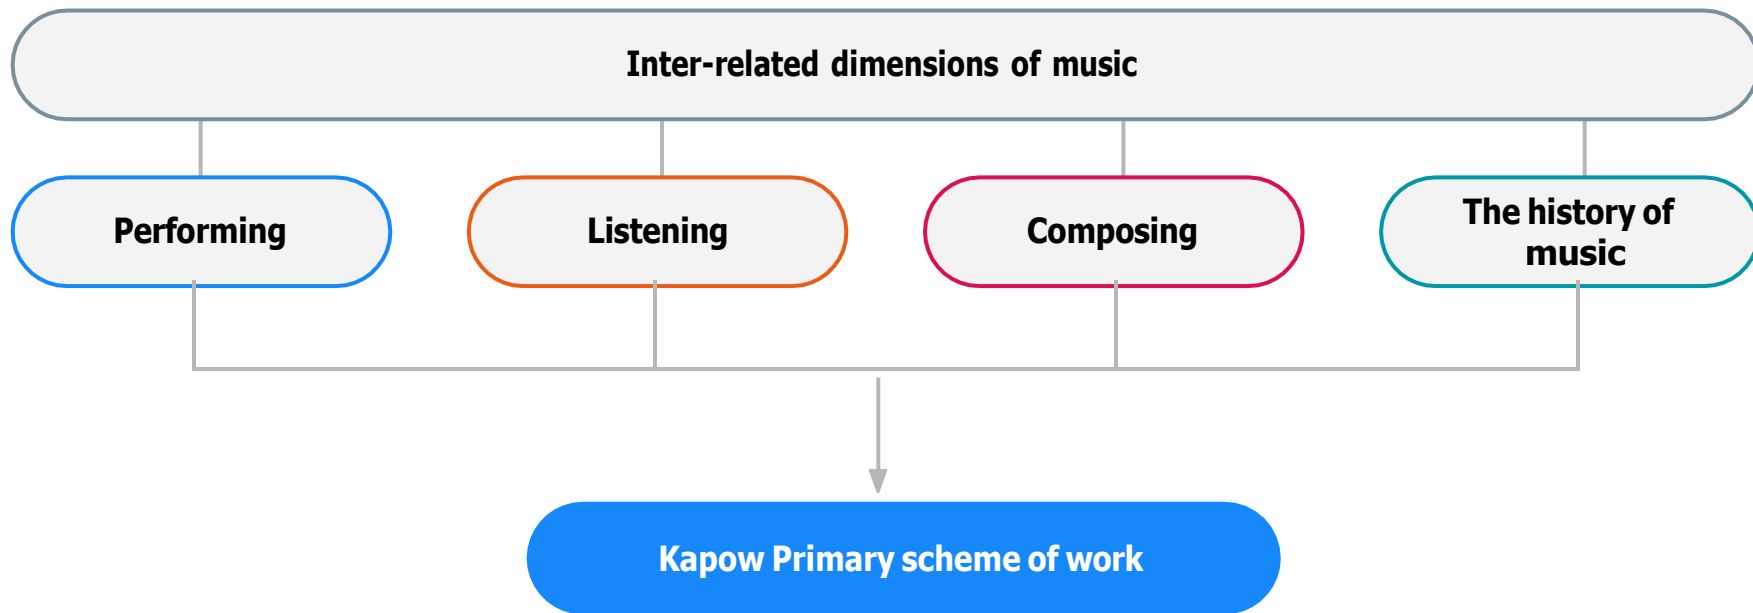 Inter-related dimensions of music
Performing
Listening
Composing
The history of
music
Kapow Primary scheme of work